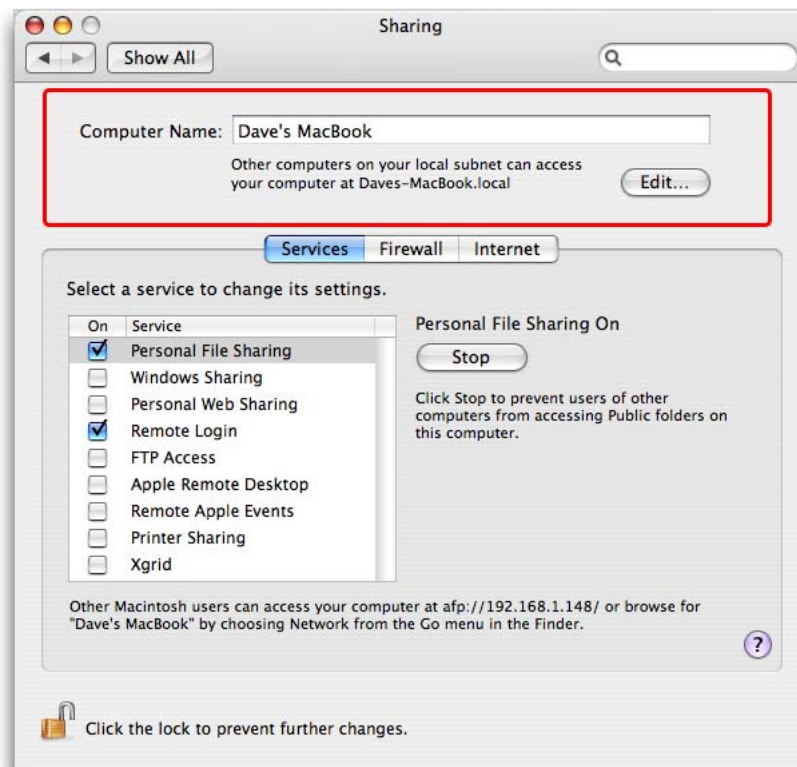 Sharing
Show All
Computer Name: Dave's MacBook
Other computers on your local subnet can access
your computer at Daves-MacBook.local
Edit...
Services Firewall Internet
Select a service to change its settings.
On Service
Personal File Sharing
Windows Sharing
Personal Web Sharing
Remote Login
FTP Access
Apple Remote Desktop
Remote Apple Events
Printer Sharing
Xgrid
Personal File Sharing On
Stop
Click Stop to prevent users of other
computers from accessing Public folders on
this computer.
Other Macintosh users can access your computer at afp://192.168.1.148/ or browse for
"Dave's MacBook" by choosing Network from the Go menu in the Finder.
?
Click the lock to prevent further changes.